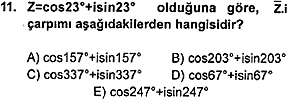 11. Z=cos23°+isin23° olduğuna göre, Z̅.i
çarpımı aşağıdakilerden hangisidir?
A) cos157°+isin157° B) cos203°+isin203°
C) cos337°+isin337° D) cos67°+isin67°
E) cos247°+isin247°